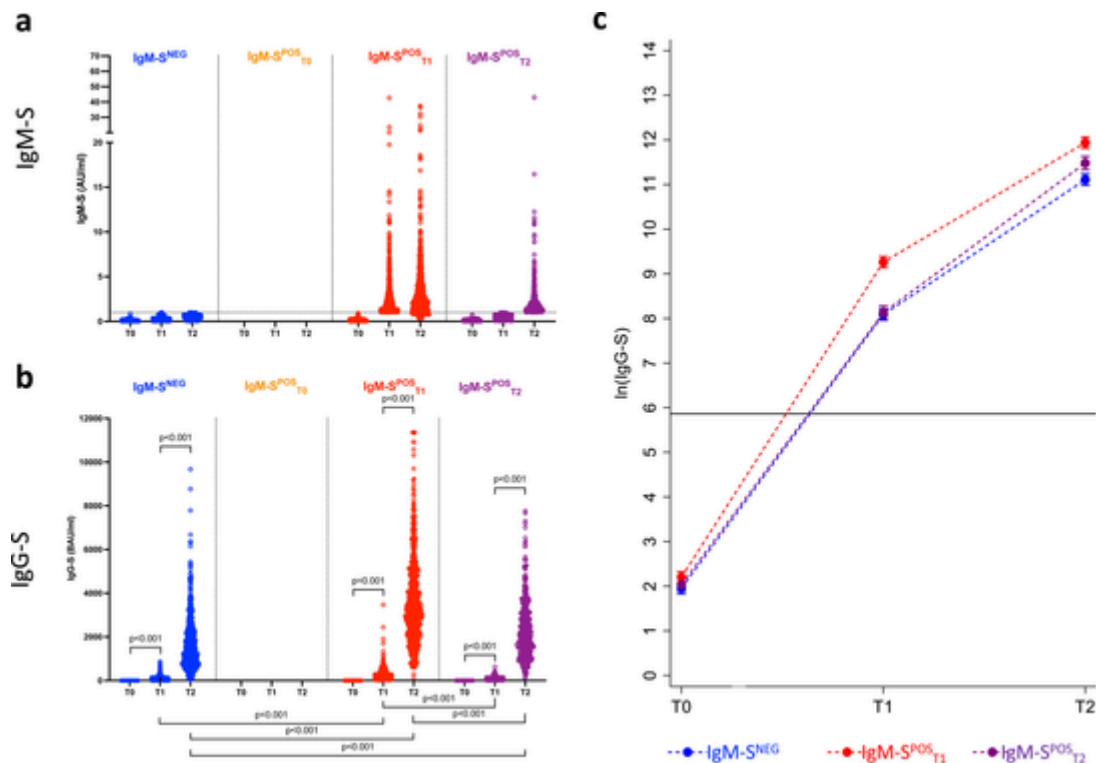 a
IgM-S^NEG IgM-S^POS_T0 IgM-S^POS_T1 IgM-S^POS_T2
IgM-S
IgM-S (AU/ml)
70
60
50
40
30
20
15
10
5
0
T0 T1 T2 T0 T1 T2 T0 T1 T2 T0 T1 T2
b
IgM-S^NEG IgM-S^POS_T0 IgM-S^POS_T1 IgM-S^POS_T2
IgG-S
IgG-S (BAU/ml)
12000
10000
8000
6000
4000
2000
0
p<0.001
p<0.001
p<0.001
p<0.001
p<0.001
p<0.001
T0 T1 T2 T0 T1 T2 T0 T1 T2 T0 T1 T2
p<0.001
p<0.001
p<0.001
p<0.001
p<0.001
c
ln(IgG-S)
14
13
12
11
10
9
8
7
6
5
4
3
2
1
0
T0 T1 T2
IgM-S^NEG IgM-S^POS_T1 IgM-S^POS_T2